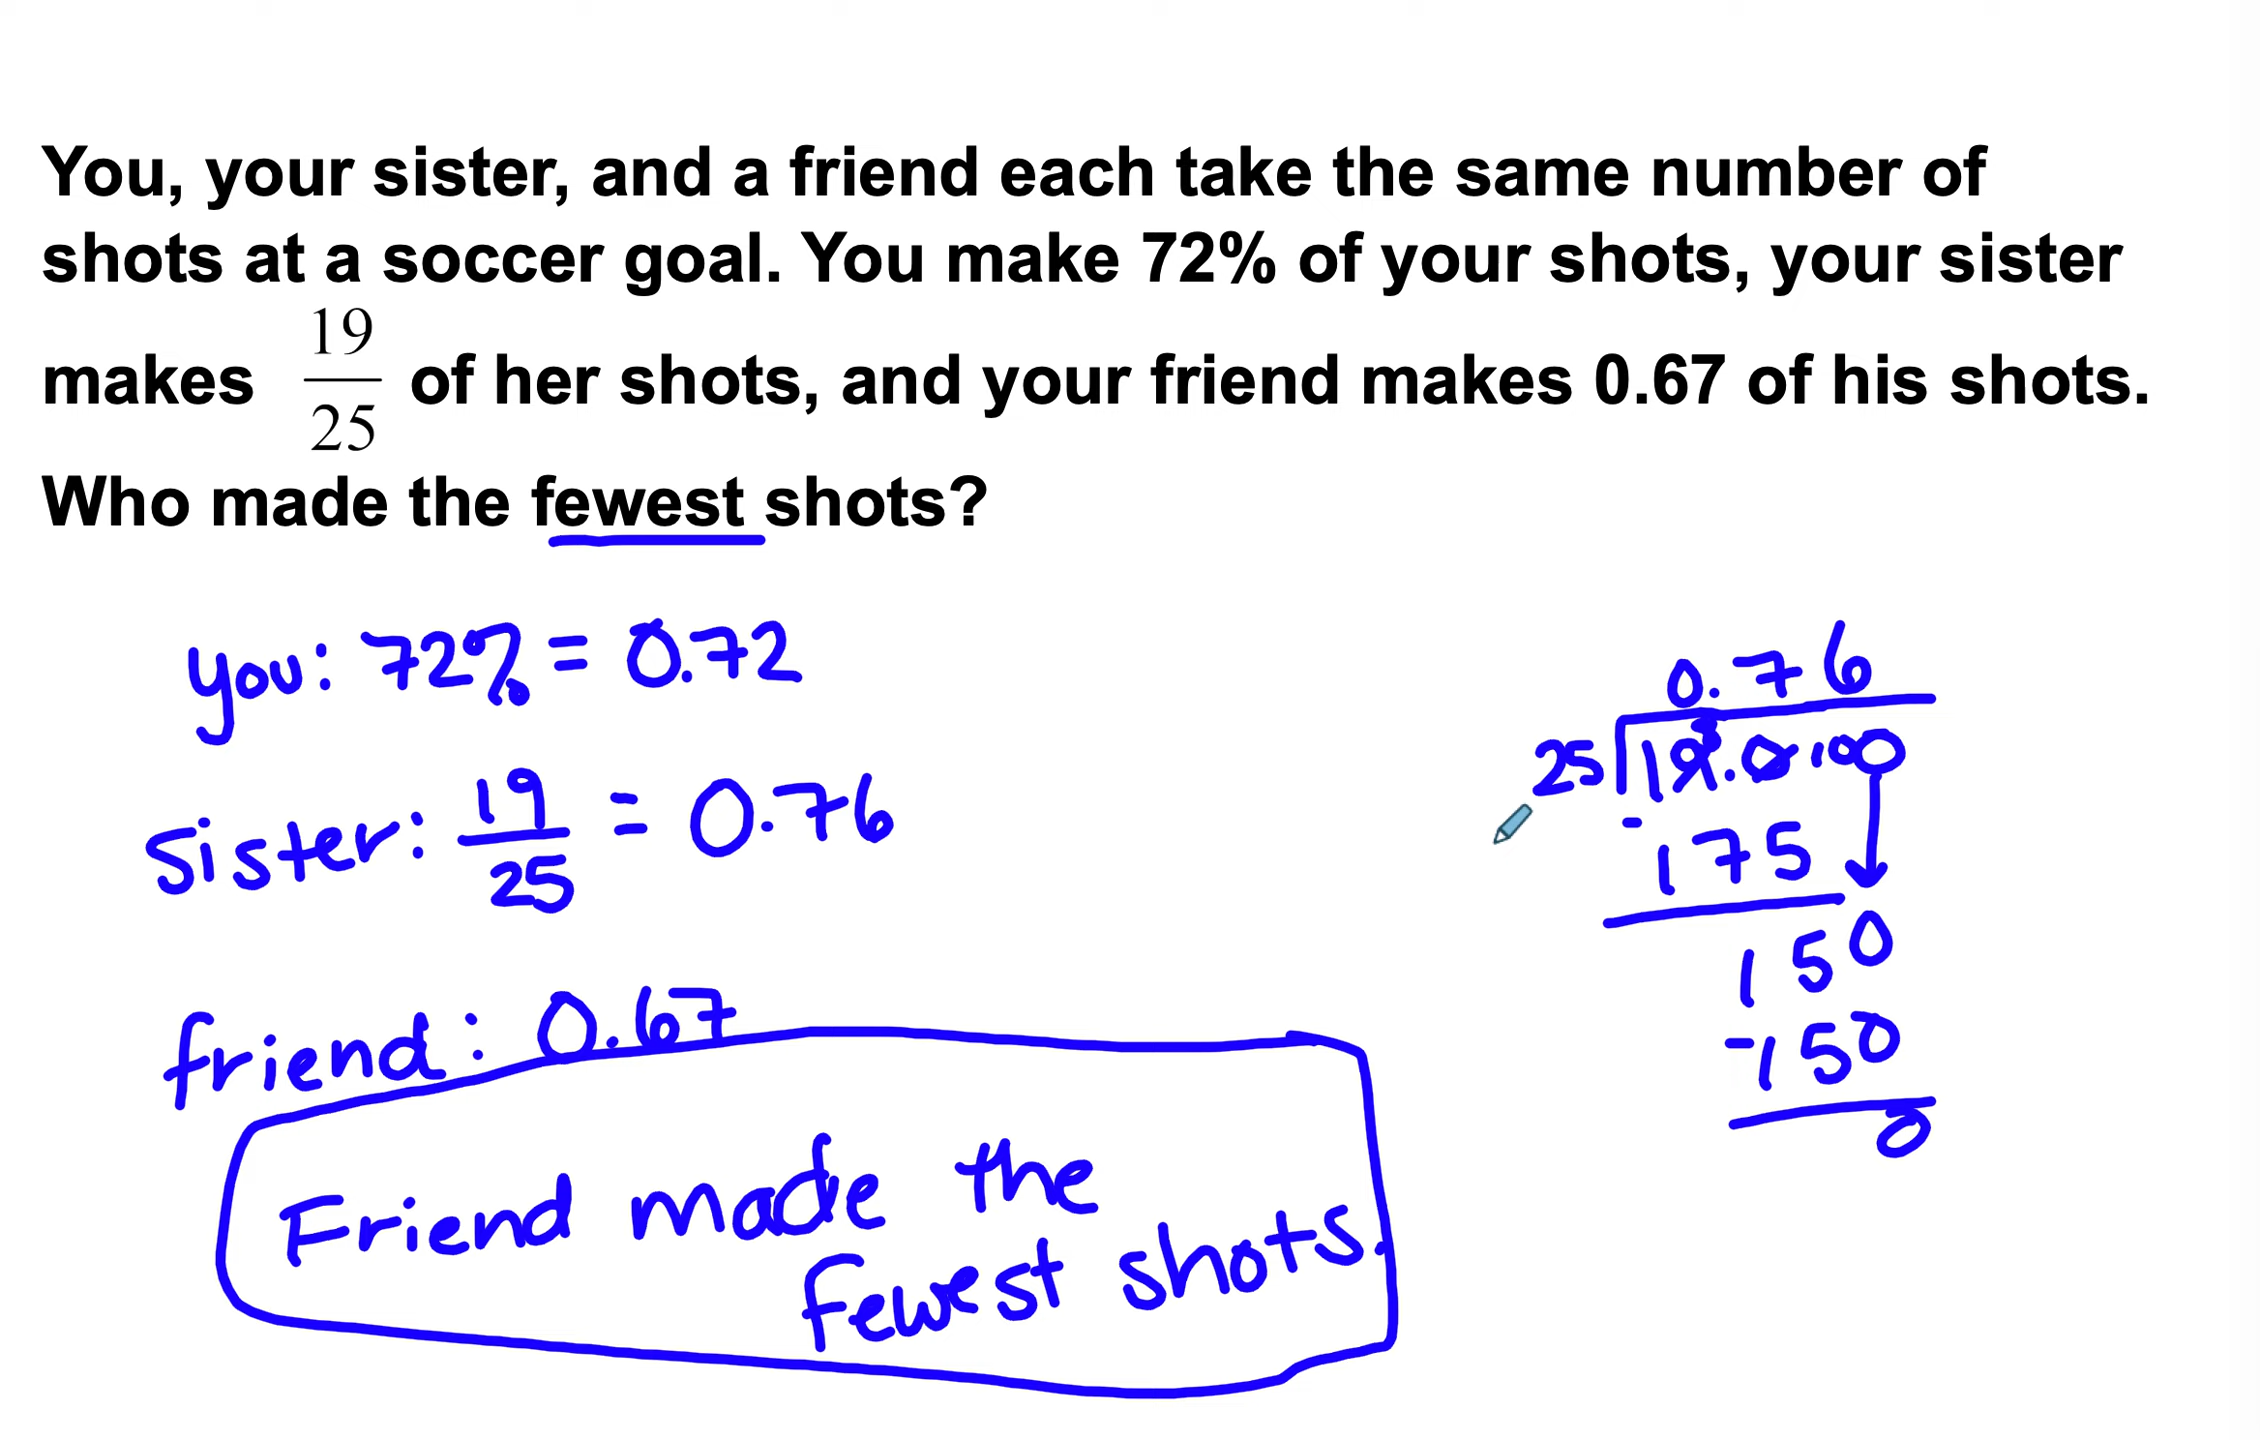 You, your sister, and a friend each take the same number of
shots at a soccer goal. You make 72% of your shots, your sister
makes 19/25 of her shots, and your friend makes 0.67 of his shots.
Who made the fewest shots?
you: 72% = 0.72
Sister: 19/25 = 0.76
friend: 0.67
Friend made the
fewest shots.
0.76
25 19.0 100
- 175
150
- 150
0